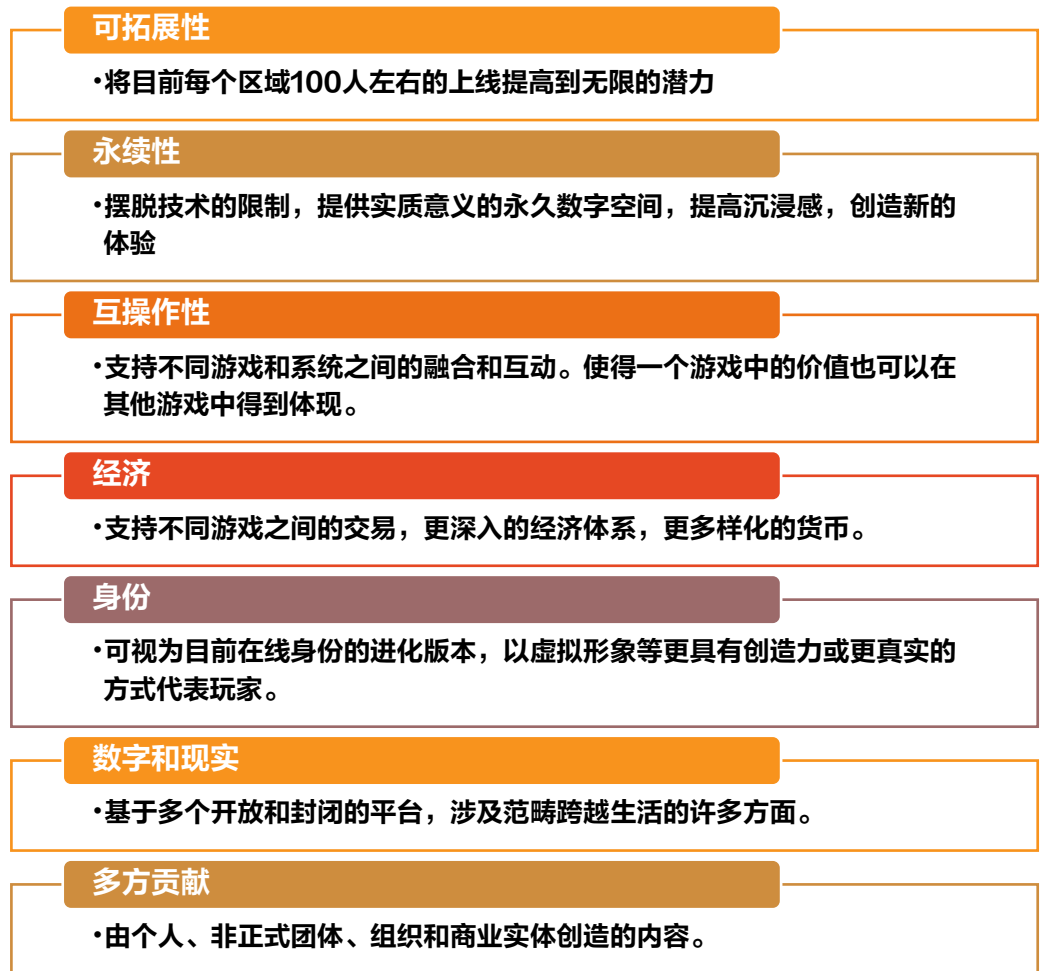 可拓展性
·将目前每个区域100人左右的上线提高到无限的潜力
永续性
·摆脱技术的限制，提供实质意义的永久数字空间，提高沉浸感，创造新的
体验
互操作性
·支持不同游戏和系统之间的融合和互动。使得一个游戏中的价值也可以在
其他游戏中得到体现。
经济
·支持不同游戏之间的交易，更深入的经济体系，更多样化的货币。
身份
·可视为目前在线身份的进化版本，以虚拟形象等更具有创造力或更真实的
方式代表玩家。
数字和现实
·基于多个开放和封闭的平台，涉及范畴跨越生活的许多方面。
多方贡献
·由个人、非正式团体、组织和商业实体创造的内容。